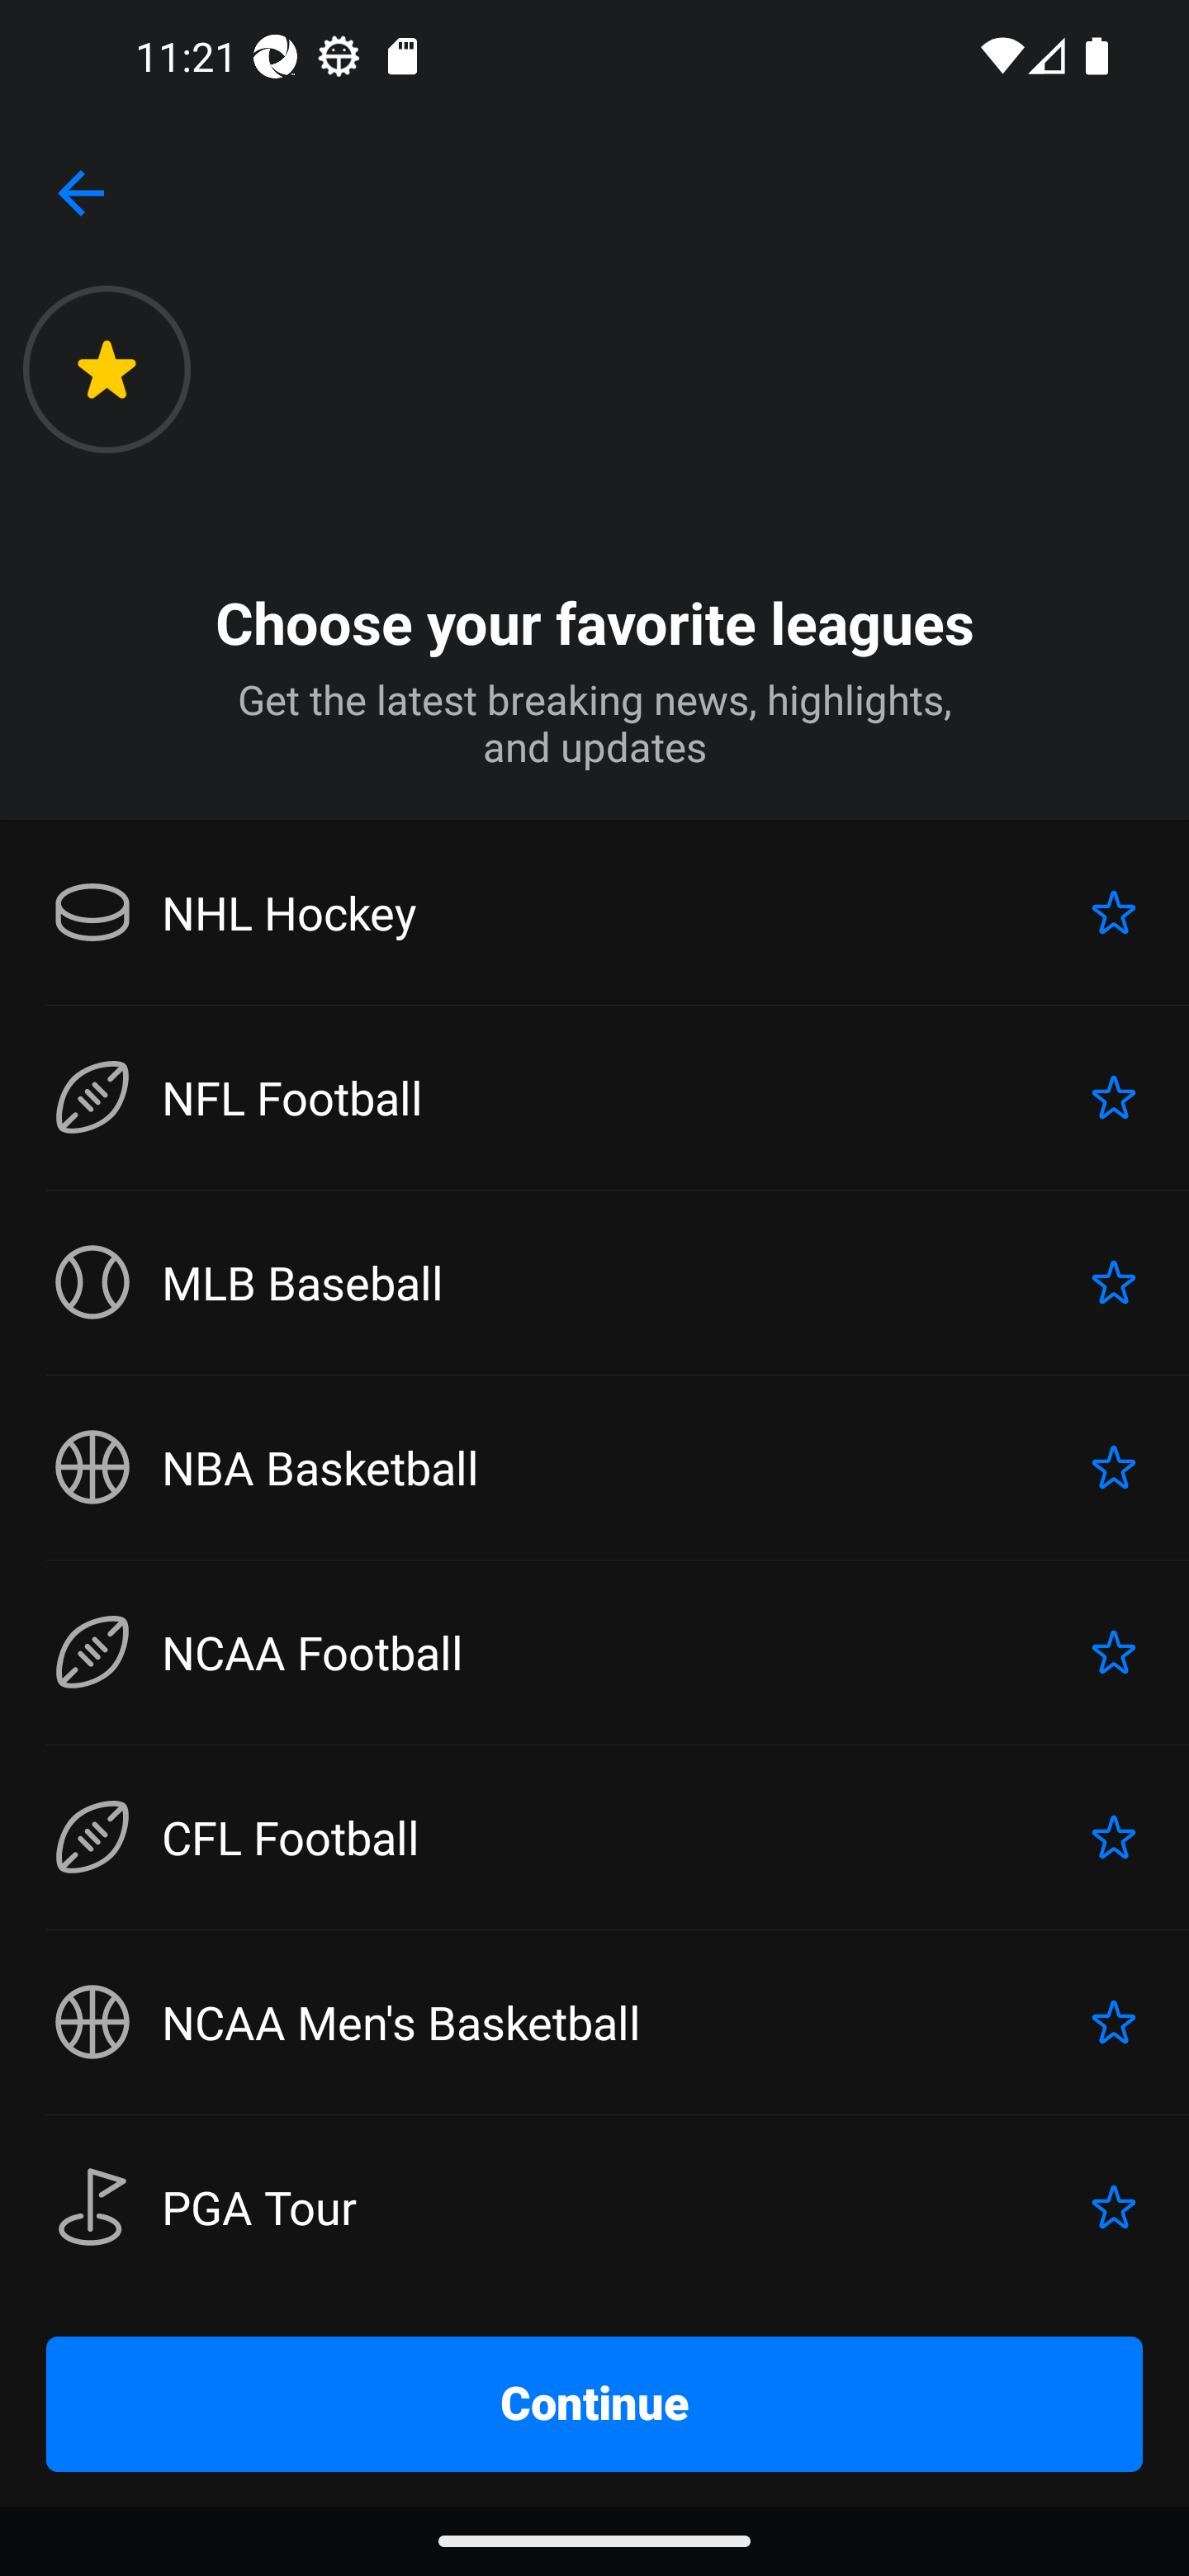 11:21
Choose your favorite leagues
Get the latest breaking news, highlights,
and updates
NHL Hockey
NFL Football
MLB Baseball
NBA Basketball
NCAA Football
CFL Football
NCAA Men's Basketball
PGA Tour
Continue